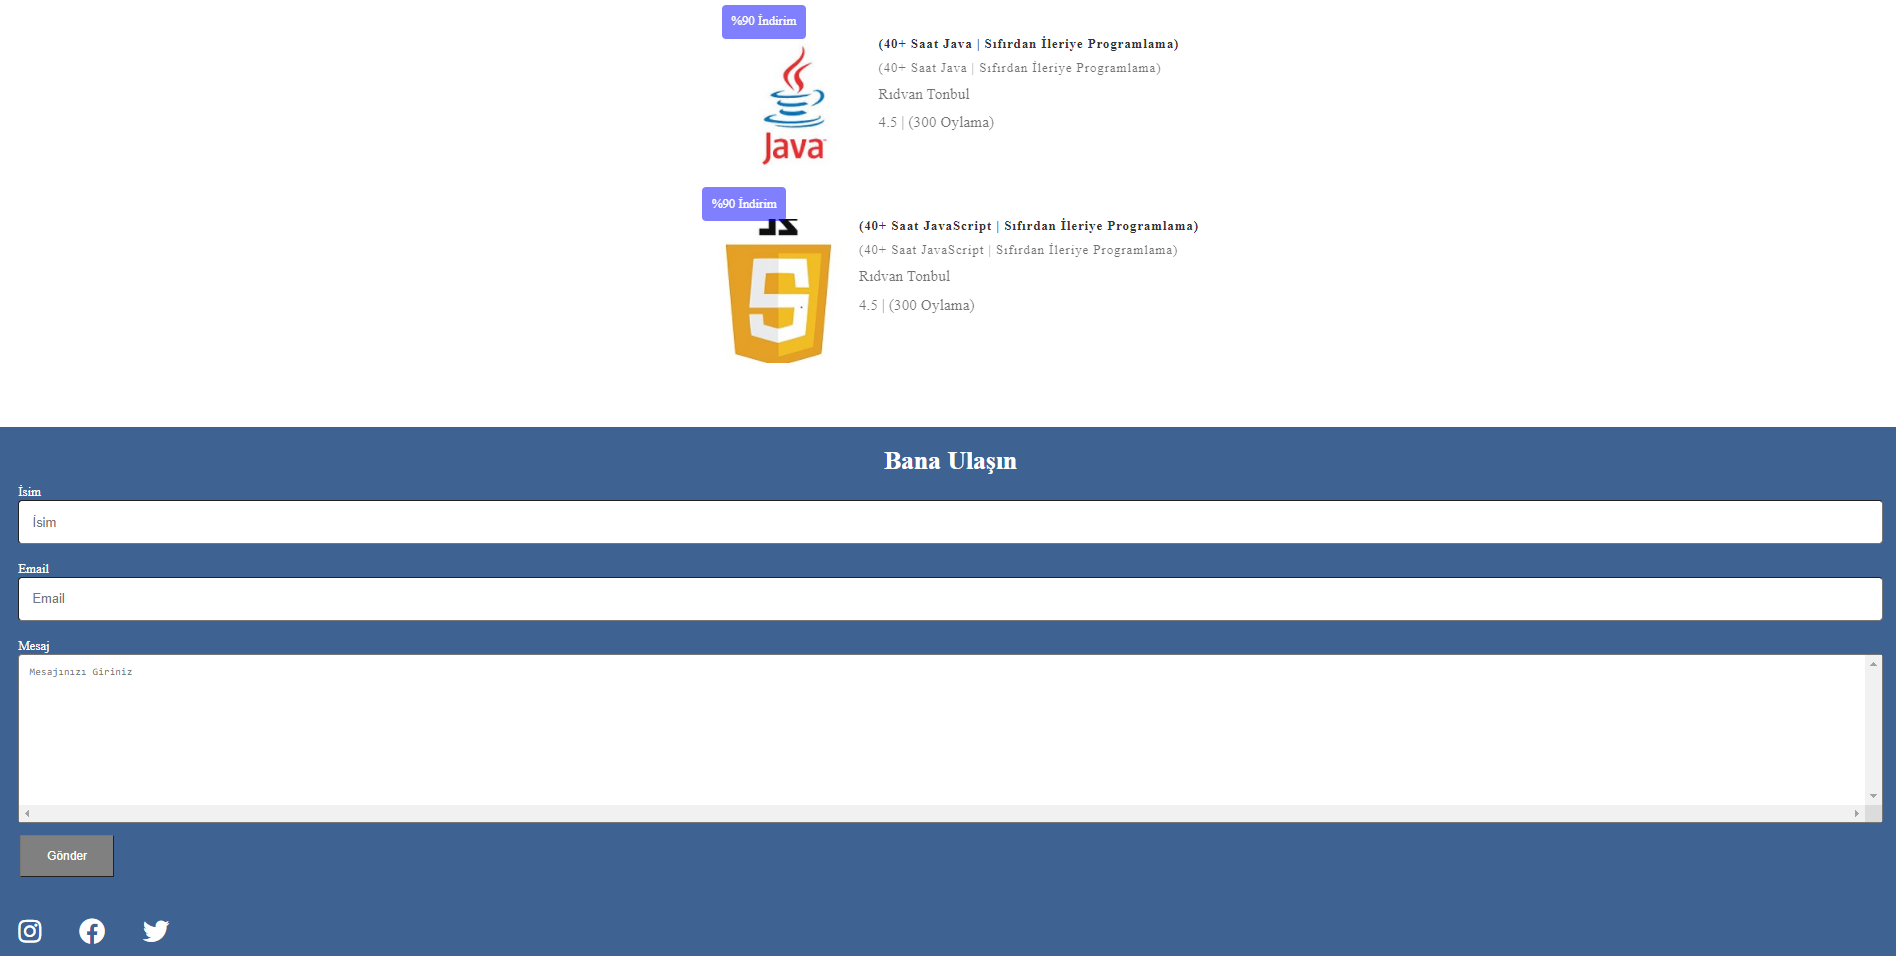 %90 İndirim
(40+ Saat Java | Sıfırdan İleriye Programlama)
(40+ Saat Java | Sıfırdan İleriye Programlama)
Rıdvan Tonbul
4.5 | (300 Oylama)
Java
%90 İndirim
(40+ Saat JavaScript | Sıfırdan İleriye Programlama)
JS
(40+ Saat JavaScript | Sıfırdan İleriye Programlama)
Rıdvan Tonbul
4.5 | (300 Oylama)
5
Bana Ulaşın
İsim
İsim
Email
Email
Mesaj
Mesajınızı Giriniz
Gönder